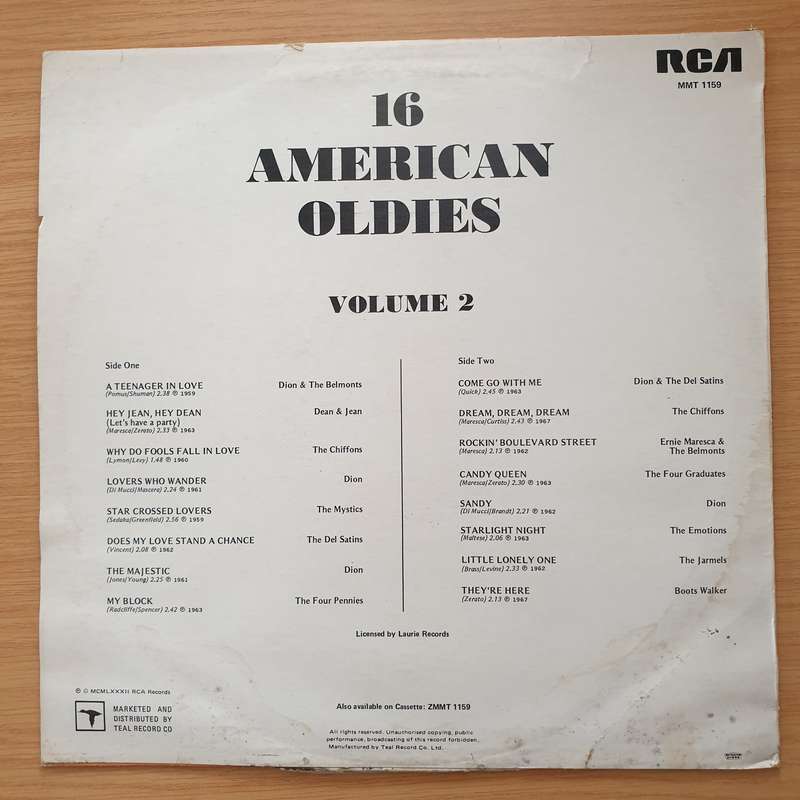 RCA
MMT 1159
16
AMERICAN
OLDIES
VOLUME 2
Side One
A TEENAGER IN LOVE Dion & The Belmonts
(Pomus/Shuman) 2.38 ℗ 1959
HEY JEAN, HEY DEAN Dean & Jean
(Let's have a party)
(Maresca/Zerato) 2.33 ℗ 1963
WHY DO FOOLS FALL IN LOVE The Chiffons
(Lymon/Levy) 1.48 ℗ 1960
LOVERS WHO WANDER Dion
(Di Mucci/Mascera) 2.24 ℗ 1961
STAR CROSSED LOVERS The Mystics
(Sedaka/Greenfield) 2.56 ℗ 1959
DOES MY LOVE STAND A CHANCE The Del Satins
(Vincent) 2.08 ℗ 1962
THE MAJESTIC Dion
(Jones/Young) 2.25 ℗ 1961
MY BLOCK The Four Pennies
(Radcliffe/Spencer) 2.42 ℗ 1963
Side Two
COME GO WITH ME Dion & The Del Satins
(Quick) 2.45 ℗ 1963
DREAM, DREAM, DREAM The Chiffons
(Maresca/Curtiss) 2.43 ℗ 1967
ROCKIN' BOULEVARD STREET Ernie Maresca &
(Maresca) 2.13 ℗ 1962 The Belmonts
CANDY QUEEN The Four Graduates
(Maresca/Zerato) 2.30 ℗ 1963
SANDY Dion
(Di Mucci/Brandt) 2,21 ℗ 1962
STARLIGHT NIGHT The Emotions
(Maltese) 2.06 ℗ 1963
LITTLE LONELY ONE The Jarmels
(Brass/Levine) 2.33 ℗ 1962
THEY'RE HERE Boots Walker
(Zerato) 2.13 ℗ 1967
Licensed by Laurie Records
℗ © MCMLXXXII RCA Records
MARKETED AND
DISTRIBUTED BY
TEAL RECORD CO
Also available on Cassette: ZMMT 1159
All rights reserved. Unauthorised copying, public
performance, broadcasting of this record forbidden.
Manufactured by Teal Record Co. Ltd.